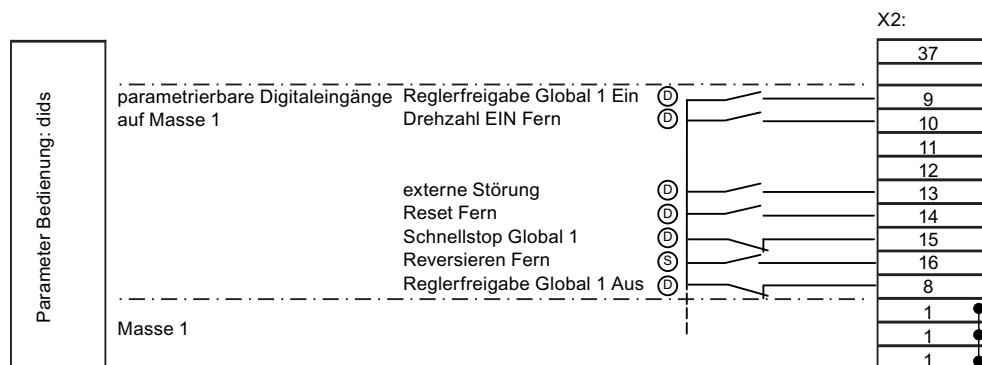 X2:
37
Parameter Bedienung: dids
parametrierbare Digitaleingänge Reglerfreigabe Global 1 Ein D 9
auf Masse 1 Drehzahl EIN Fern D 10
11
12
externe Störung D 13
Reset Fern D 14
Schnellstop Global 1 D 15
Reversieren Fern S 16
Reglerfreigabe Global 1 Aus D 8
Masse 1 1
1
1